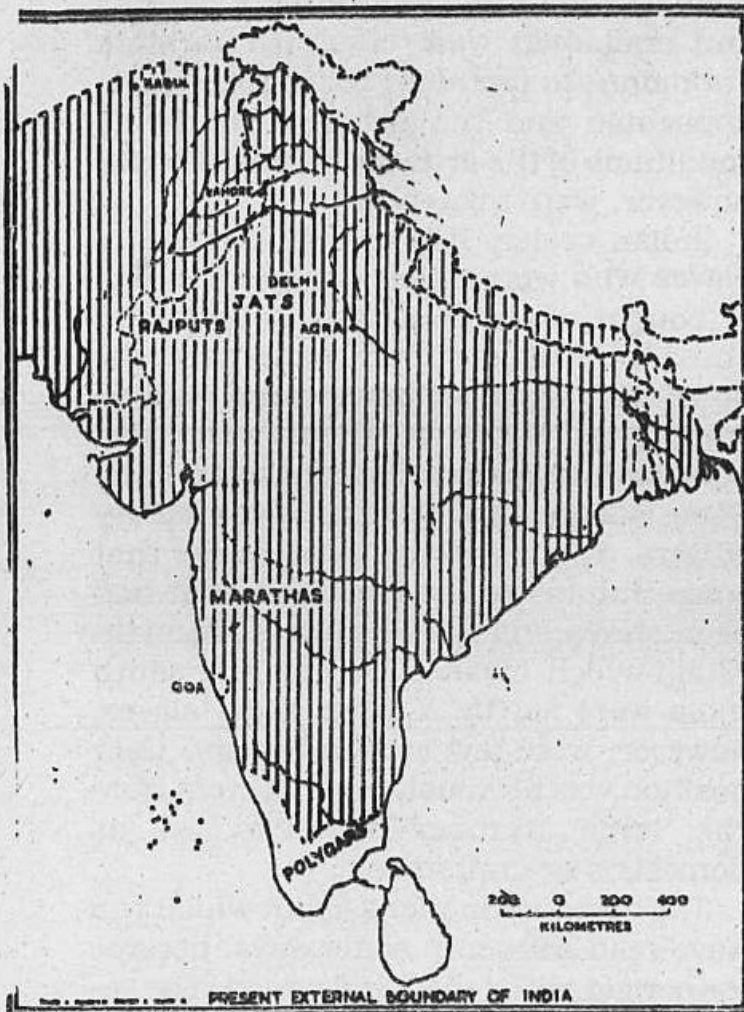 KABUL
LAHORE
DELHI
JATS
RAJPUTS
AGRA
MARATHAS
GOA
POLYGARS
200 0 200 400
KILOMETRES
PRESENT EXTERNAL BOUNDARY OF INDIA